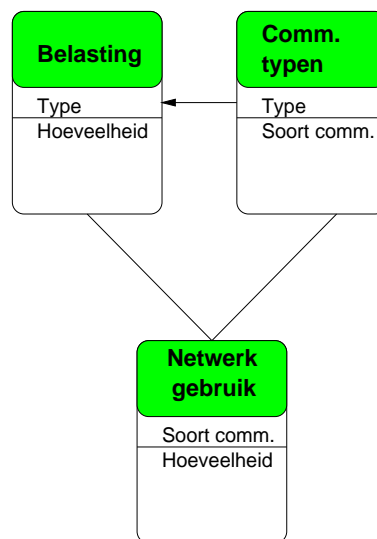 Belasting
Type
Hoeveelheid
Comm.
typen
Type
Soort comm.
Netwerk
gebruik
Soort comm.
Hoeveelheid